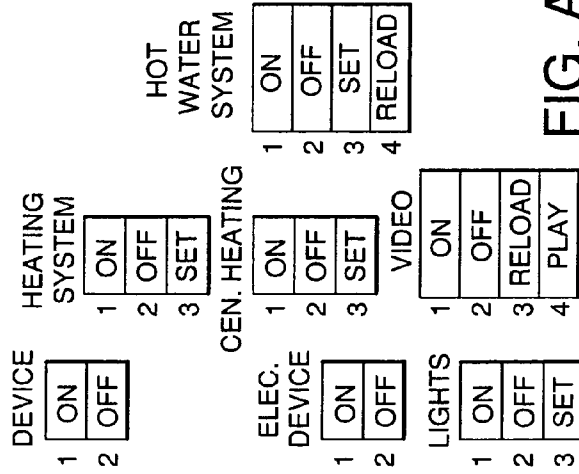 DEVICE
1 ON
2 OFF
HEATING
SYSTEM
1 ON
2 OFF
3 SET
HOT
WATER
SYSTEM
1 ON
2 OFF
3 SET
4 RELOAD
ELEC.
DEVICE
1 ON
2 OFF
CEN. HEATING
1 ON
2 OFF
3 SET
LIGHTS
1 ON
2 OFF
3 SET
VIDEO
1 ON
2 OFF
3 RELOAD
4 PLAY
FIG. A